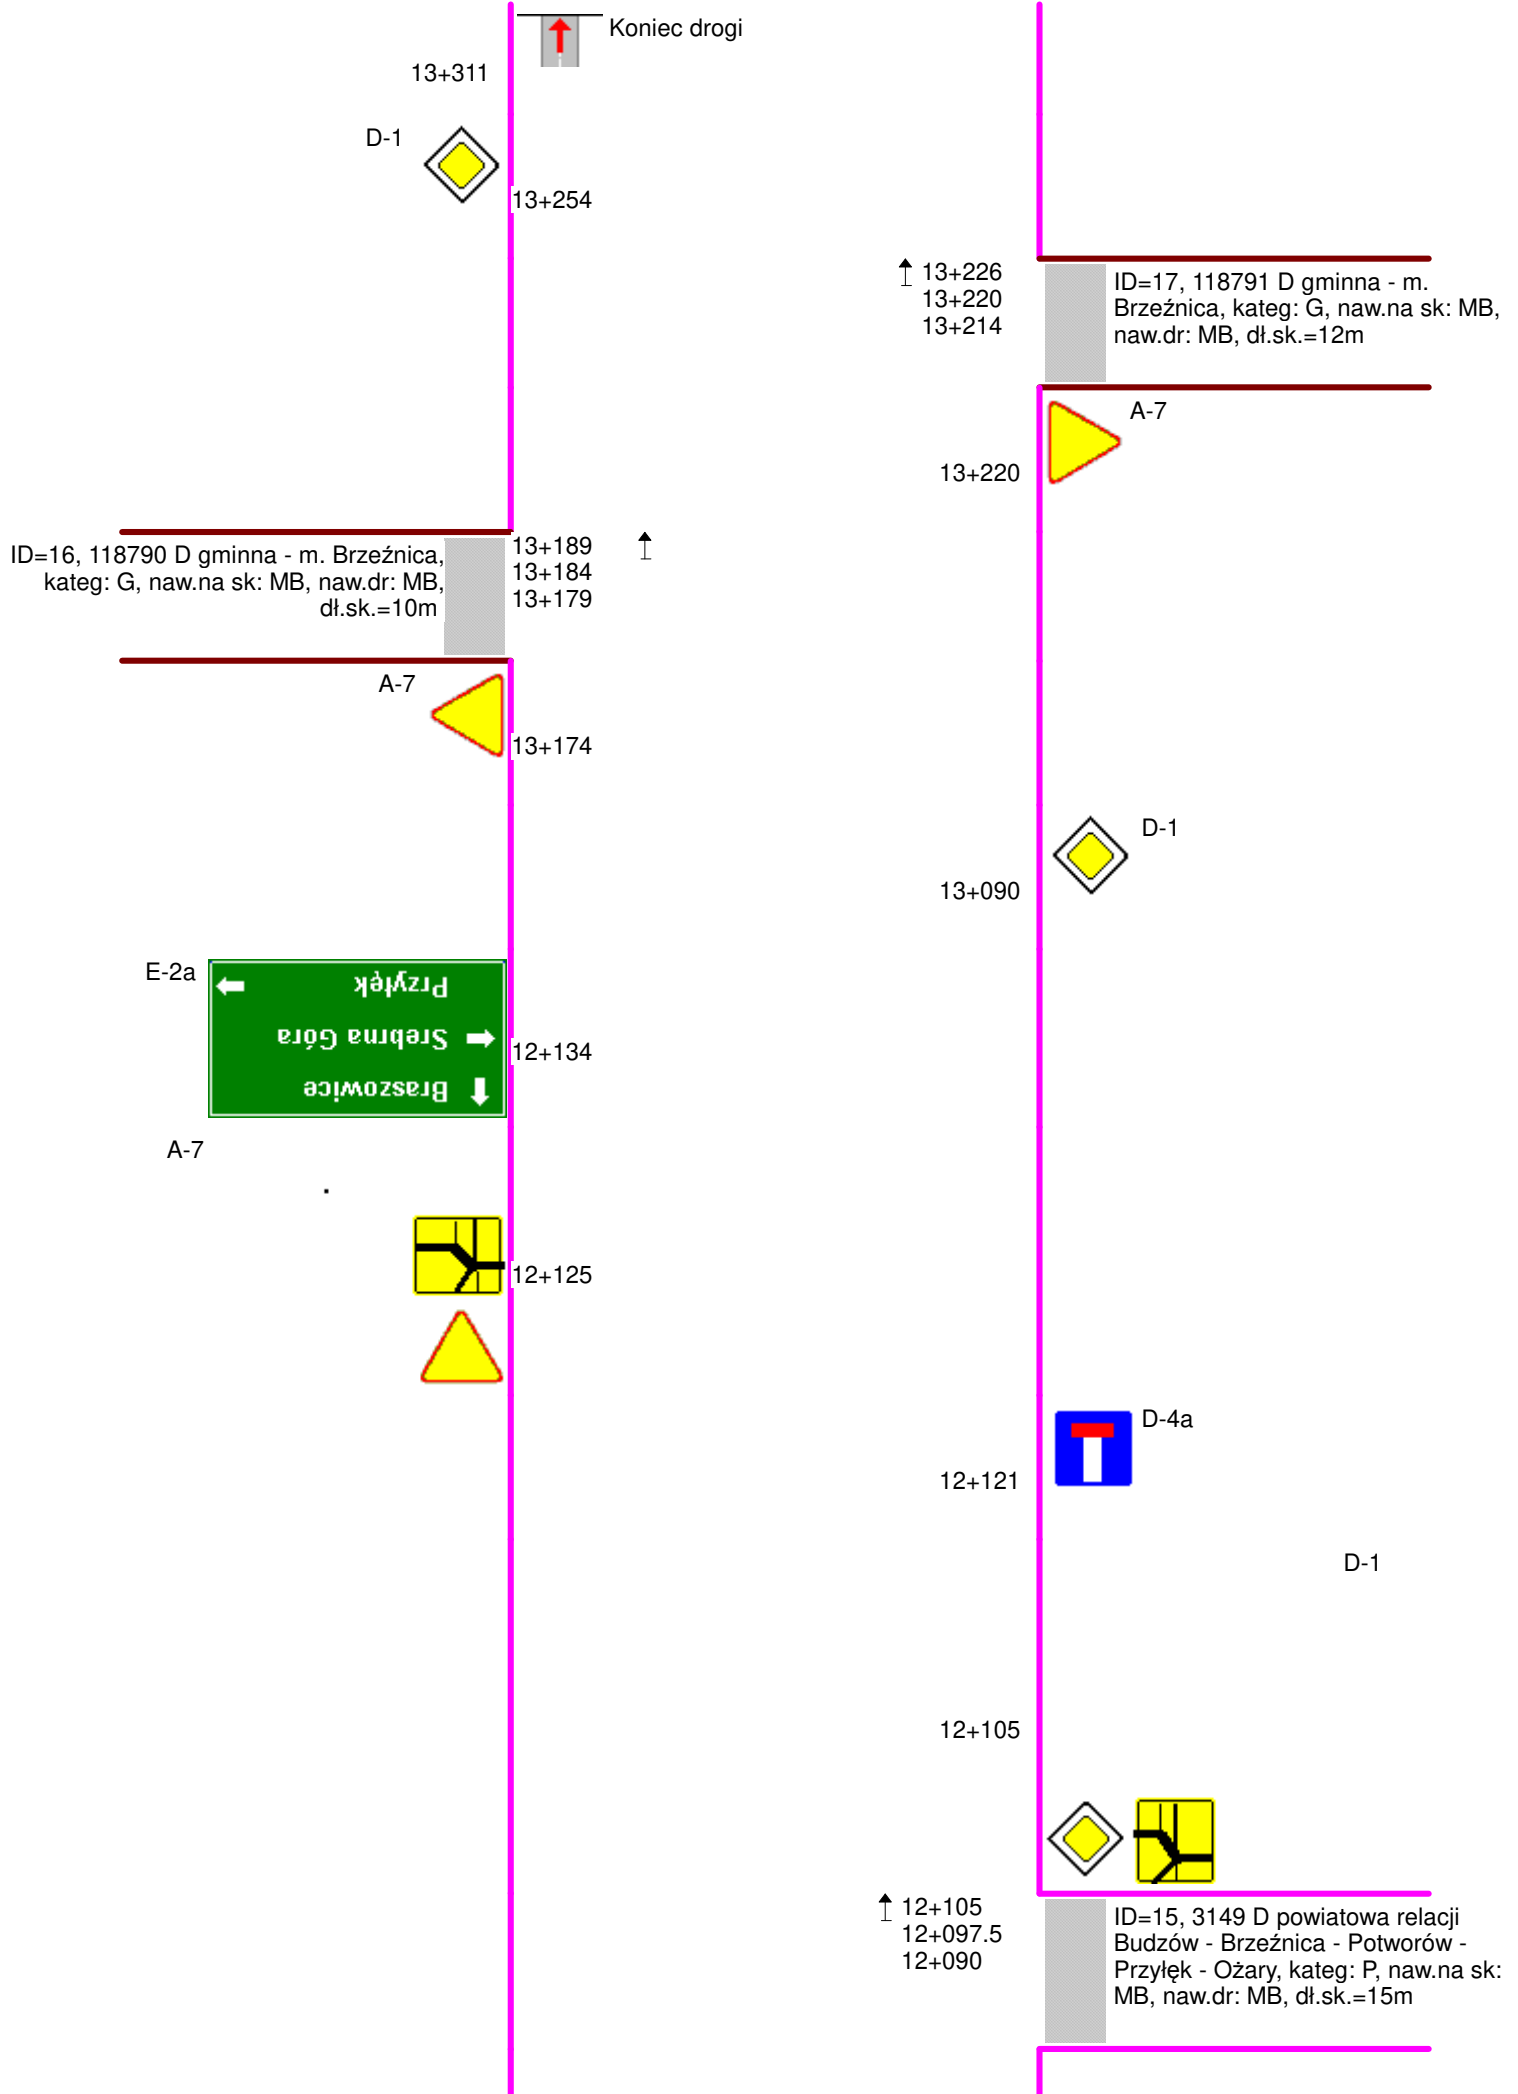 Koniec drogi
13+311
D-1
13+254
13+226
13+220
13+214
ID=17, 118791 D gminna - m.
Brzeźnica, kateg: G, naw.na sk: MB,
naw.dr: MB, dł.sk.=12m
A-7
13+220
ID=16, 118790 D gminna - m. Brzeźnica,
kateg: G, naw.na sk: MB, naw.dr: MB,
dł.sk.=10m
13+189
13+184
13+179
A-7
13+174
D-1
13+090
E-2a
Przyłęk
Srebrna Góra
Braszowice
12+134
A-7
12+125
D-4a
12+121
D-1
12+105
12+105
12+097.5
12+090
ID=15, 3149 D powiatowa relacji
Budzów - Brzeźnica - Potworów -
Przyłęk - Ożary, kateg: P, naw.na sk:
MB, naw.dr: MB, dł.sk.=15m